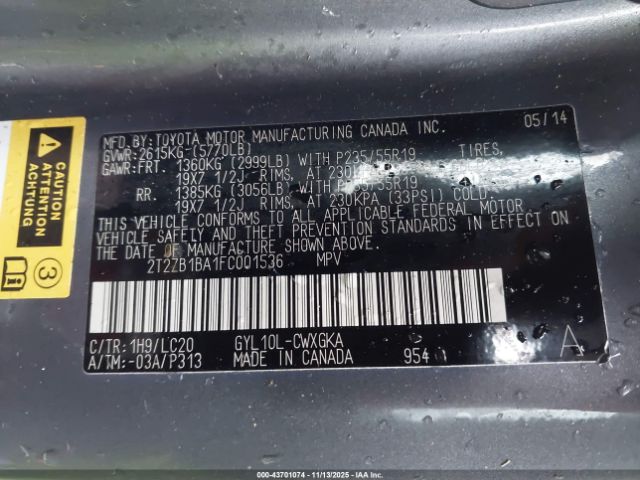 MFD.BY:TOYOTA MOTOR MANUFACTURING CANADA INC. 05/14
GVWR:2615KG-(5770LB)
GAWR:FRT. 1360KG (2999LB) WITH P235/55R19 TIRES,
19X7 1/2J RIMS, AT 230
RR. 1385KG (3056LB) WITH 55R19
19X7 1/2J RIMS, AT 230KPA (33PSI) COLD.
THIS VEHICLE CONFORMS TO ALL APPLICABLE FEDERAL MOTOR
VEHICLE SAFETY AND THEFT PREVENTION STANDARDS IN EFFECT ON
THE DATE OF MANUFACTURE SHOWN ABOVE.
2T2ZB1BA1FC001536 MPV
C/TR: 1H9/LC20 GYL10L-CWXGKA
A/TM: -03A/P313 MADE IN CANADA 954 A
CAUTION
ATTENTION
ACHTUNG
3
000-43701074 - 11/13/2025 - iaai.com